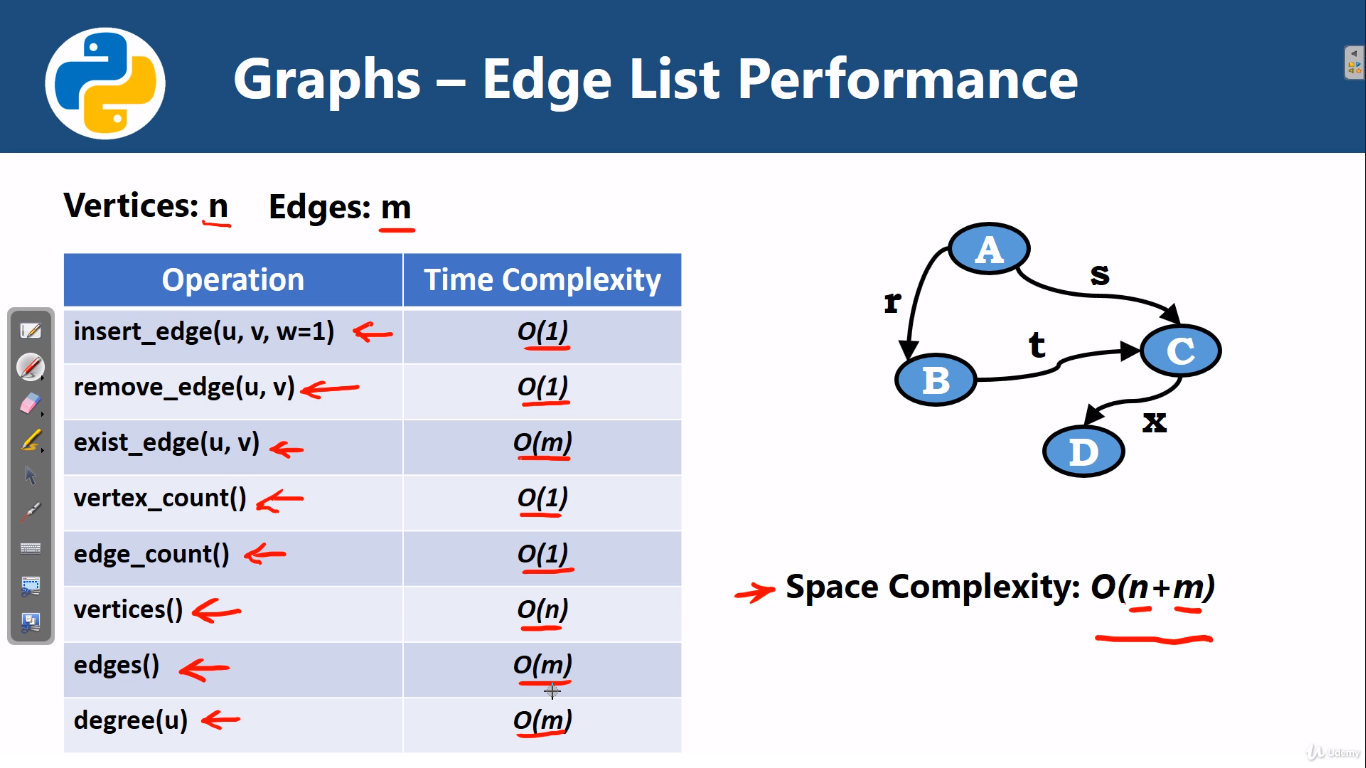 Graphs – Edge List Performance
Vertices: n Edges: m
Operation Time Complexity
insert_edge(u, v, w=1) O(1)
remove_edge(u, v) O(1)
exist_edge(u, v) O(m)
vertex_count() O(1)
edge_count() O(1)
vertices() O(n)
edges() O(m)
degree(u) O(m)
A
s
r
t
C
B
x
D
Space Complexity: O(n+m)
Udemy